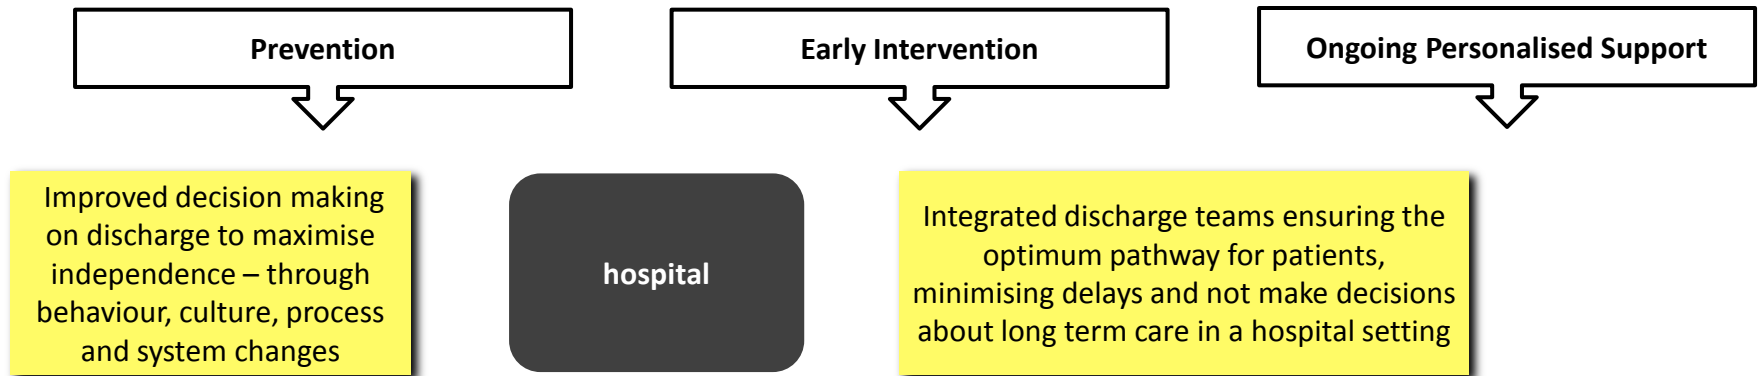 Prevention
Early Intervention
Ongoing Personalised Support
Improved decision making
on discharge to maximise
independence – through
behaviour, culture, process
and system changes
hospital
Integrated discharge teams ensuring the
optimum pathway for patients,
minimising delays and not make decisions
about long term care in a hospital setting